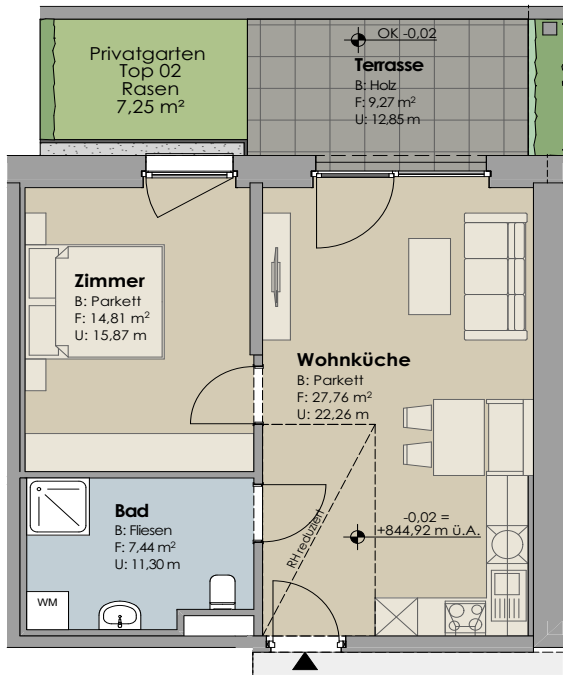 Privatgarten
Top 02
Rasen
7,25 m²
OK -0,02
Terrasse
B: Holz
F: 9,27 m²
U: 12,85 m
Zimmer
B: Parkett
F: 14,81 m²
U: 15,87 m
Wohnküche
B: Parkett
F: 27,76 m²
U: 22,26 m
Bad
B: Fliesen
F: 7,44 m²
U: 11,30 m
RH reduziert
-0,02 =
+844,92 m ü.A.
WM